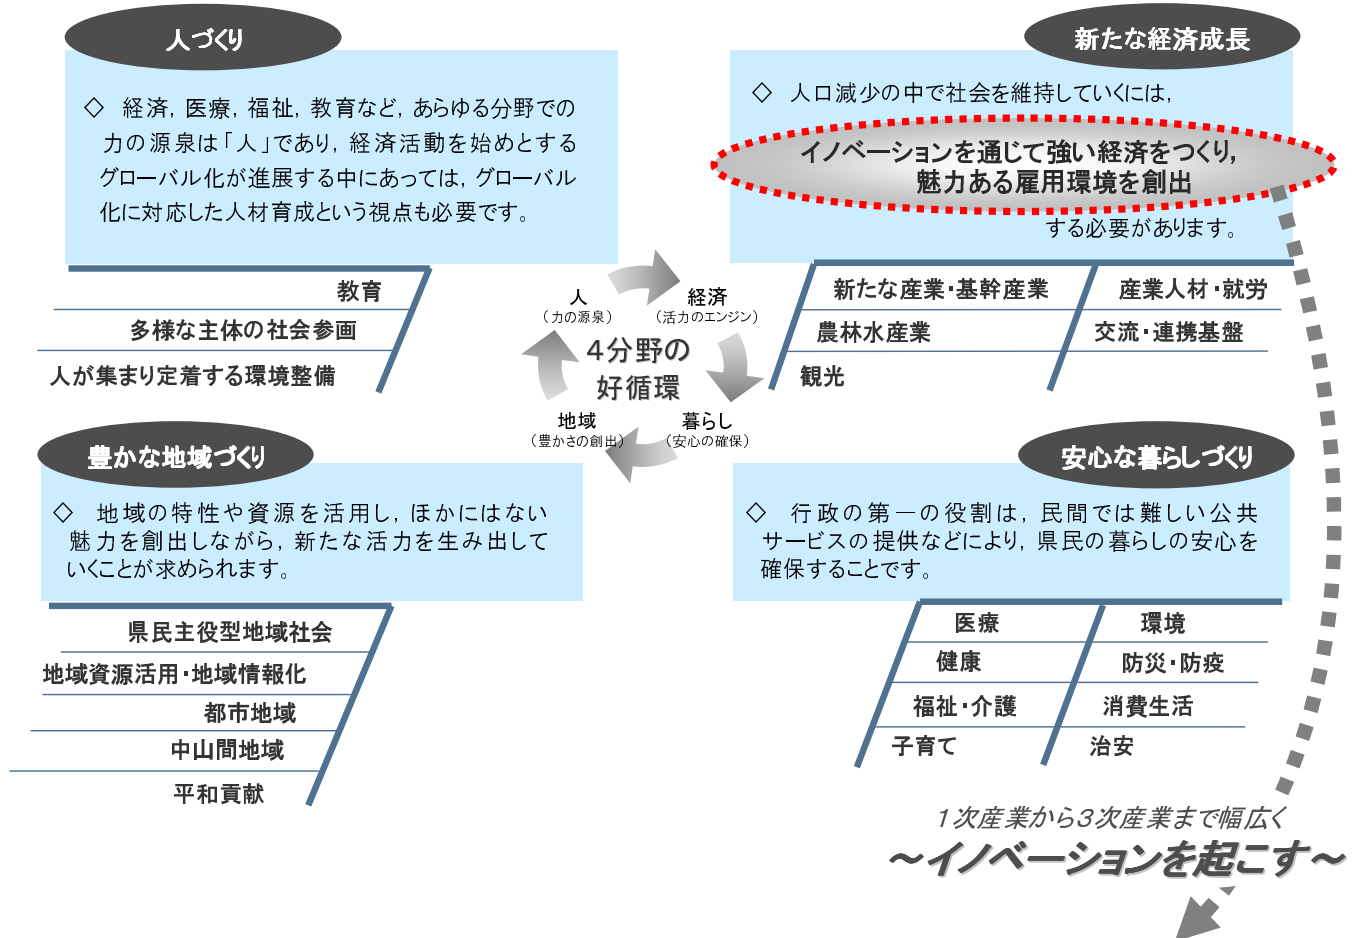 人づくり
◇ 経済，医療，福祉，教育など，あらゆる分野での
力の源泉は「人」であり，経済活動を始めとする
グローバル化が進展する中にあっては，グローバル
化に対応した人材育成という視点も必要です。
教育
多様な主体の社会参画
人が集まり定着する環境整備
新たな経済成長
◇ 人口減少の中で社会を維持していくには，
イノベーションを通じて強い経済をつくり，
魅力ある雇用環境を創出
する必要があります。
新たな産業・基幹産業
産業人材・就労
農林水産業
交流・連携基盤
観光
人
（力の源泉）
経済
（活力のエンジン）
４分野の
好循環
地域
（豊かさの創出）
暮らし
（安心の確保）
豊かな地域づくり
◇ 地域の特性や資源を活用し，ほかにはない
魅力を創出しながら，新たな活力を生み出して
いくことが求められます。
県民主役型地域社会
地域資源活用・地域情報化
都市地域
中山間地域
平和貢献
安心な暮らしづくり
◇ 行政の第一の役割は，民間では難しい公共
サービスの提供などにより，県民の暮らしの安心を
確保することです。
医療
環境
健康
防災・防疫
福祉・介護
消費生活
子育て
治安
１次産業から３次産業まで幅広く
～イノベーションを起こす～